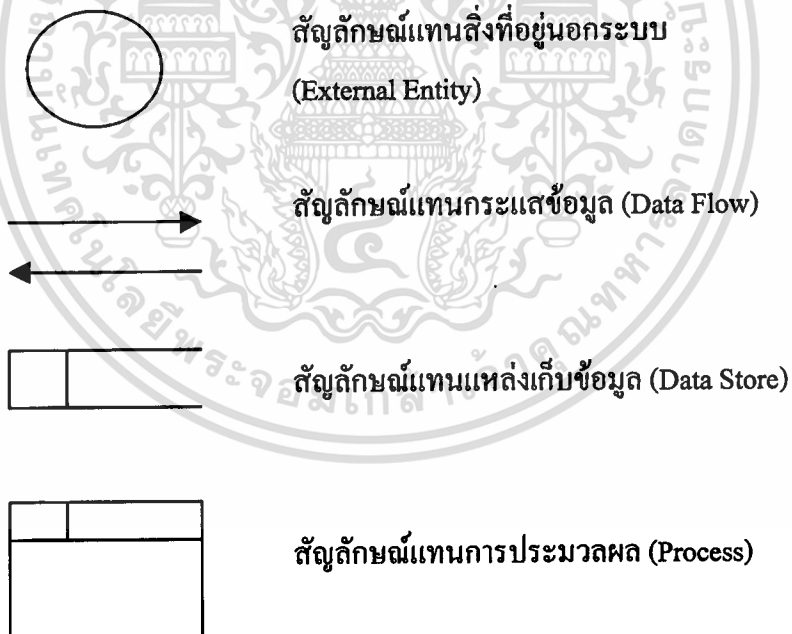 สัญลักษณ์แทนสิ่งที่อยู่นอกระบบ
(External Entity)
สัญลักษณ์แทนกระแสข้อมูล (Data Flow)
สัญลักษณ์แทนแหล่งเก็บข้อมูล (Data Store)
สัญลักษณ์แทนการประมวลผล (Process)